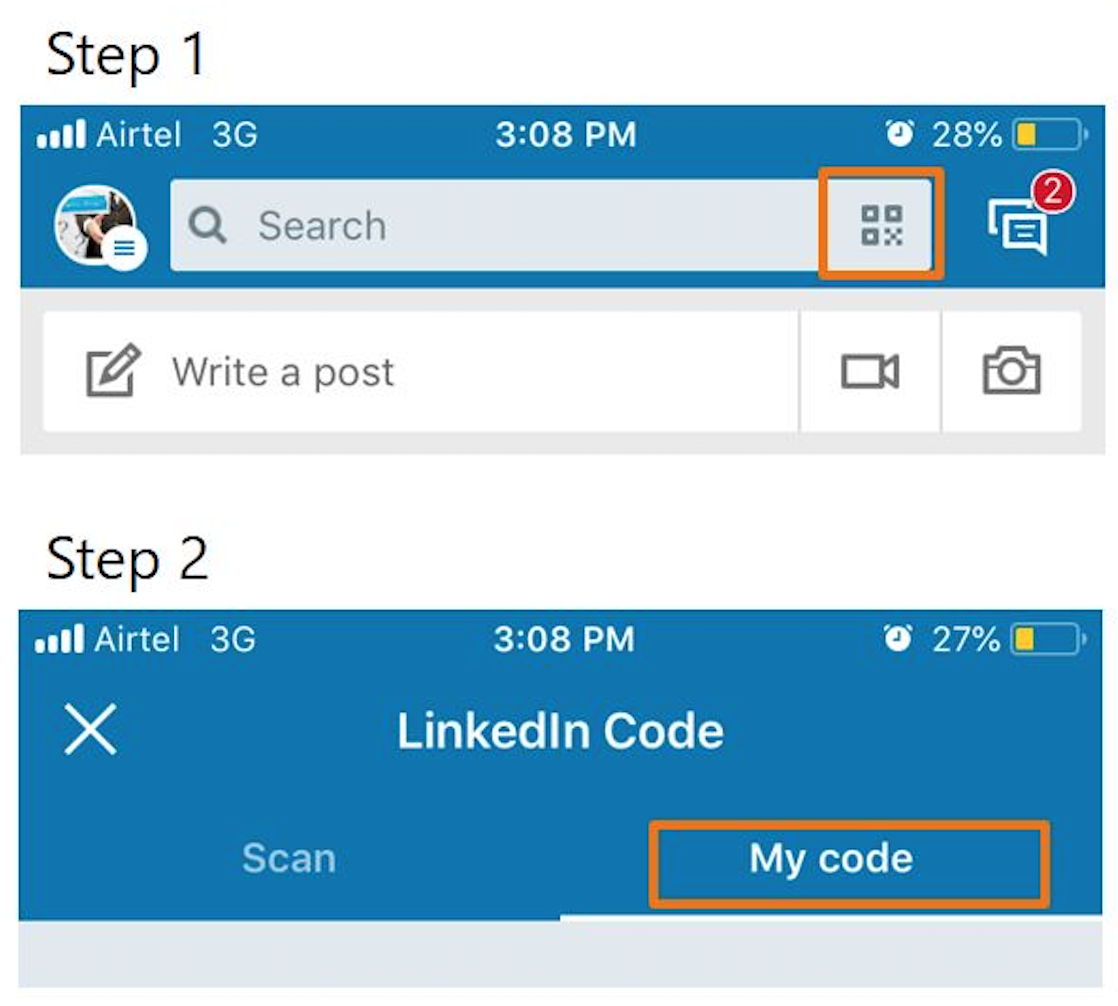 Step 1
Airtel 3G 3:08 PM 28%
2
Search
Write a post
Step 2
Airtel 3G 3:08 PM 27%
LinkedIn Code
Scan My code